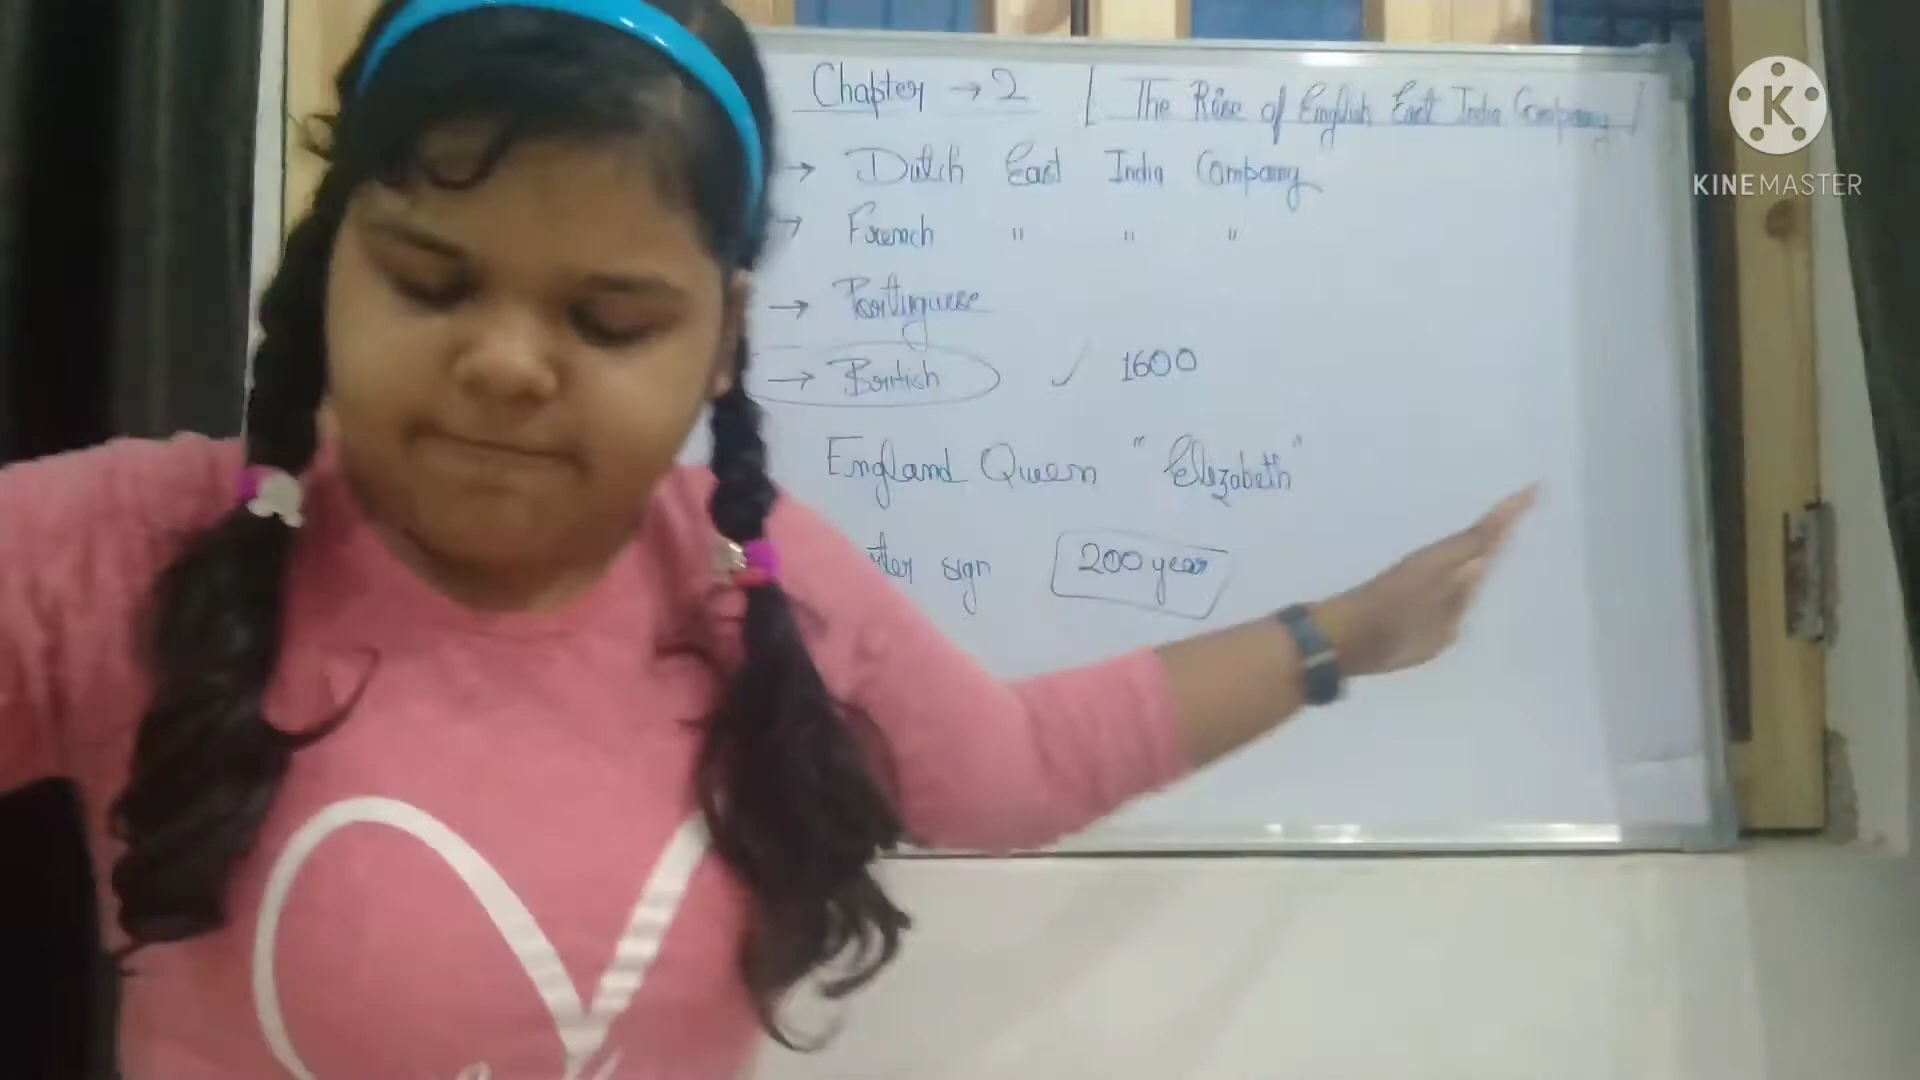 Chapter → 2 [ The Rise of English East India Company ]
→ Dutch East India Company
→ French " " "
→ Portuguese
→ British ✓ 1600
England Queen "Elizabeth"
sign 200 year
KINEMASTER